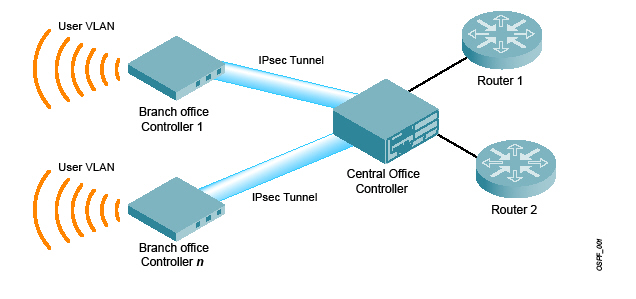 User VLAN
IPsec Tunnel
Branch office
Controller 1
Router 1
User VLAN
Central Office
Controller
IPsec Tunnel
Router 2
Branch office
Controller n
OSPF_001